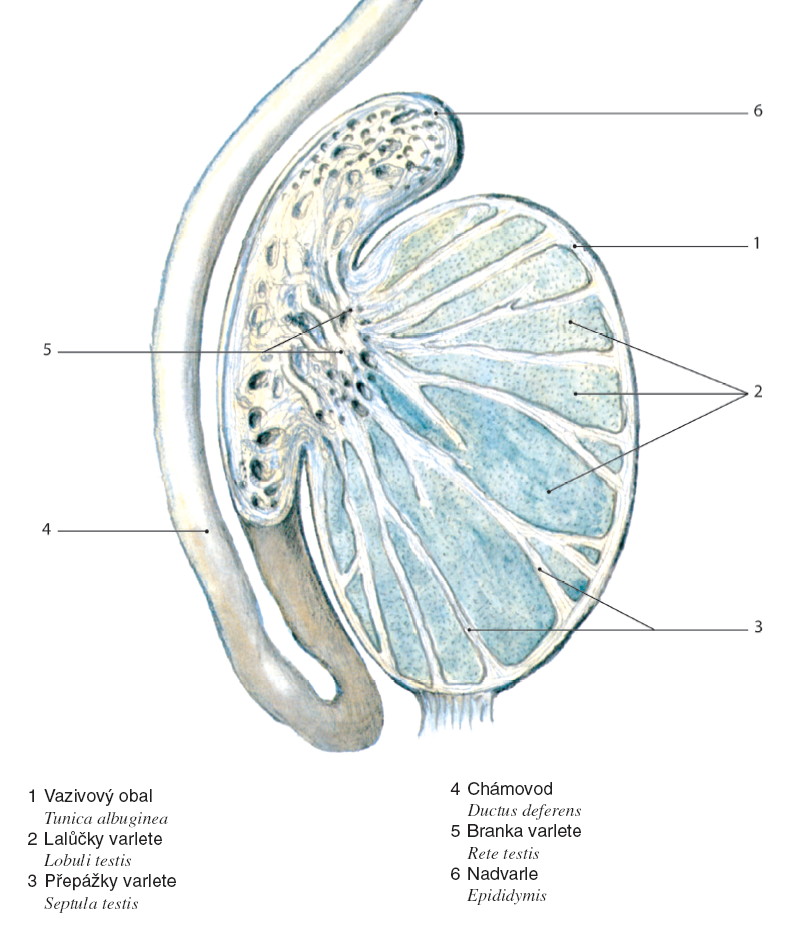 6
1
5
2
4
3
1 Vazivový obal
Tunica albuginea
2 Lalůčky varlete
Lobuli testis
3 Přepážky varlete
Septula testis
4 Chámovod
Ductus deferens
5 Branka varlete
Rete testis
6 Nadvarle
Epididymis